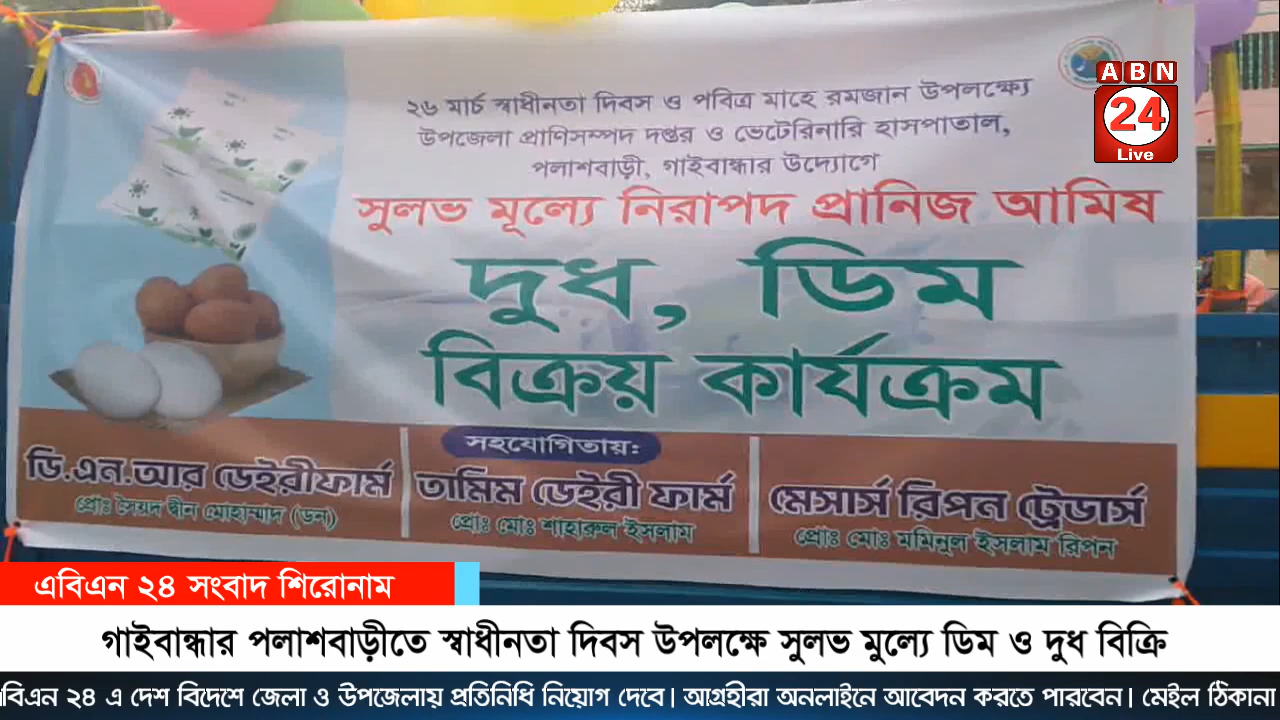 ২৬ মার্চ স্বাধীনতা দিবস ও পবিত্র মাহে রমজান উপলক্ষ্যে
উপজেলা প্রাণিসম্পদ দপ্তর ও ভেটেরিনারি হাসপাতাল,
পলাশবাড়ী, গাইবান্ধার উদ্যোগে
ABN
24
Live
সুলভ মূল্যে নিরাপদ প্রানিজ আমিষ
দুধ, ডিম
বিক্রয় কার্যক্রম
সহযোগিতায়ঃ
ডি.এন.আর ডেইরীফার্ম
প্রোঃ সৈয়দ দ্বীন মোহাম্মাদ (ডন)
তামিম ডেইরী ফার্ম
প্রোঃ মোঃ শাহারুল ইসলাম
মেসার্স রিপন ট্রেডার্স
প্রোঃ মোঃ মমিনুল ইসলাম রিপন
এবিএন ২৪ সংবাদ শিরোনাম
গাইবান্ধার পলাশবাড়ীতে স্বাধীনতা দিবস উপলক্ষে সুলভ মুল্যে ডিম ও দুধ বিক্রি
বিএন ২৪ এ দেশ বিদেশে জেলা ও উপজেলায় প্রতিনিধি নিয়োগ দেবে। আগ্রহীরা অনলাইনে আবেদন করতে পারবেন। মেইল ঠিকানা